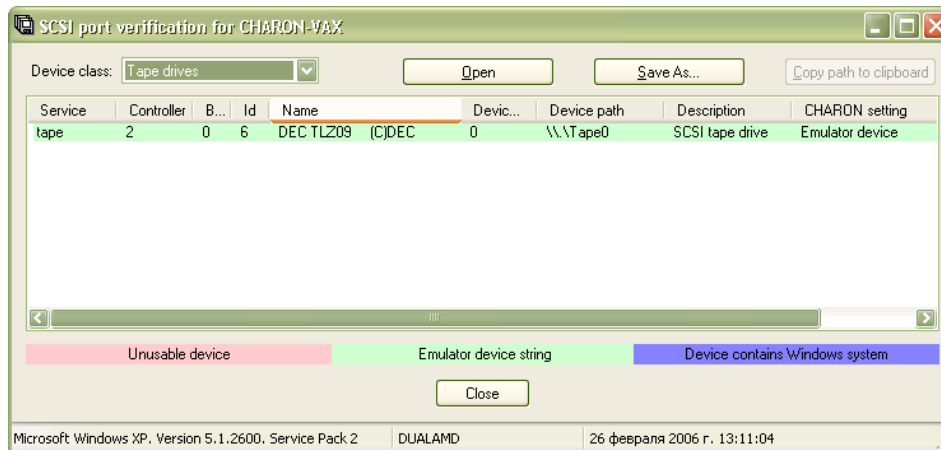 SCSI port verification for CHARON-VAX
Device class: Tape drives Open Save As... Copy path to clipboard
Service Controller B... Id Name Devic... Device path Description CHARON setting
tape 2 0 6 DEC TLZ09 (C)DEC 0 \\.\Tape0 SCSI tape drive Emulator device
Unusable device Emulator device string Device contains Windows system
Close
Microsoft Windows XP. Version 5.1.2600. Service Pack 2 DUALAMD 26 февраля 2006 г. 13:11:04